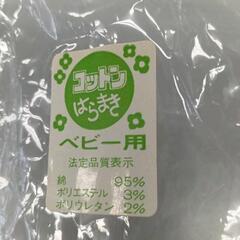 コットン
はらまき
ベビー用
法定品質表示
綿 95%
ポリエステル 3%
ポリウレタン 2%